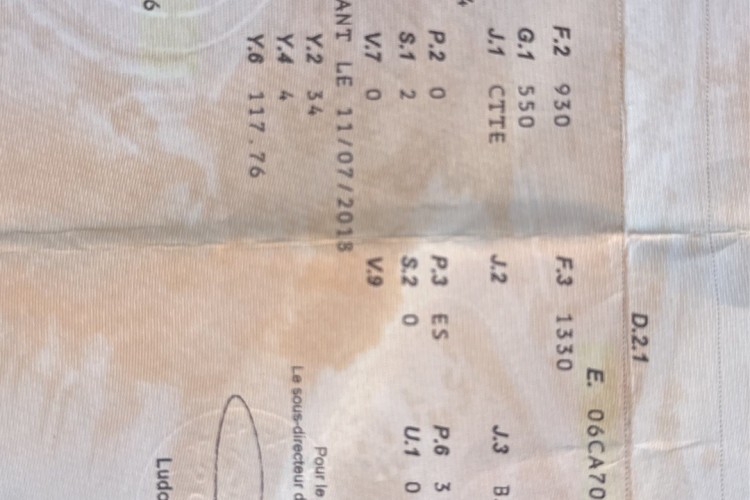 D.2.1
E. 06CA70
F.2 930 F.3 1330
G.1 550
J.1 CTTE J.2 J.3 B
P.2 0 P.3 ES P.6 3
S.1 2 S.2 0 U.1 0
V.7 0 V.9
ANT LE 11/07/2018
Y.2 34
Pour le
Y.4 4
Le sous-directeur d
Y.6 117.76
6
Ludo